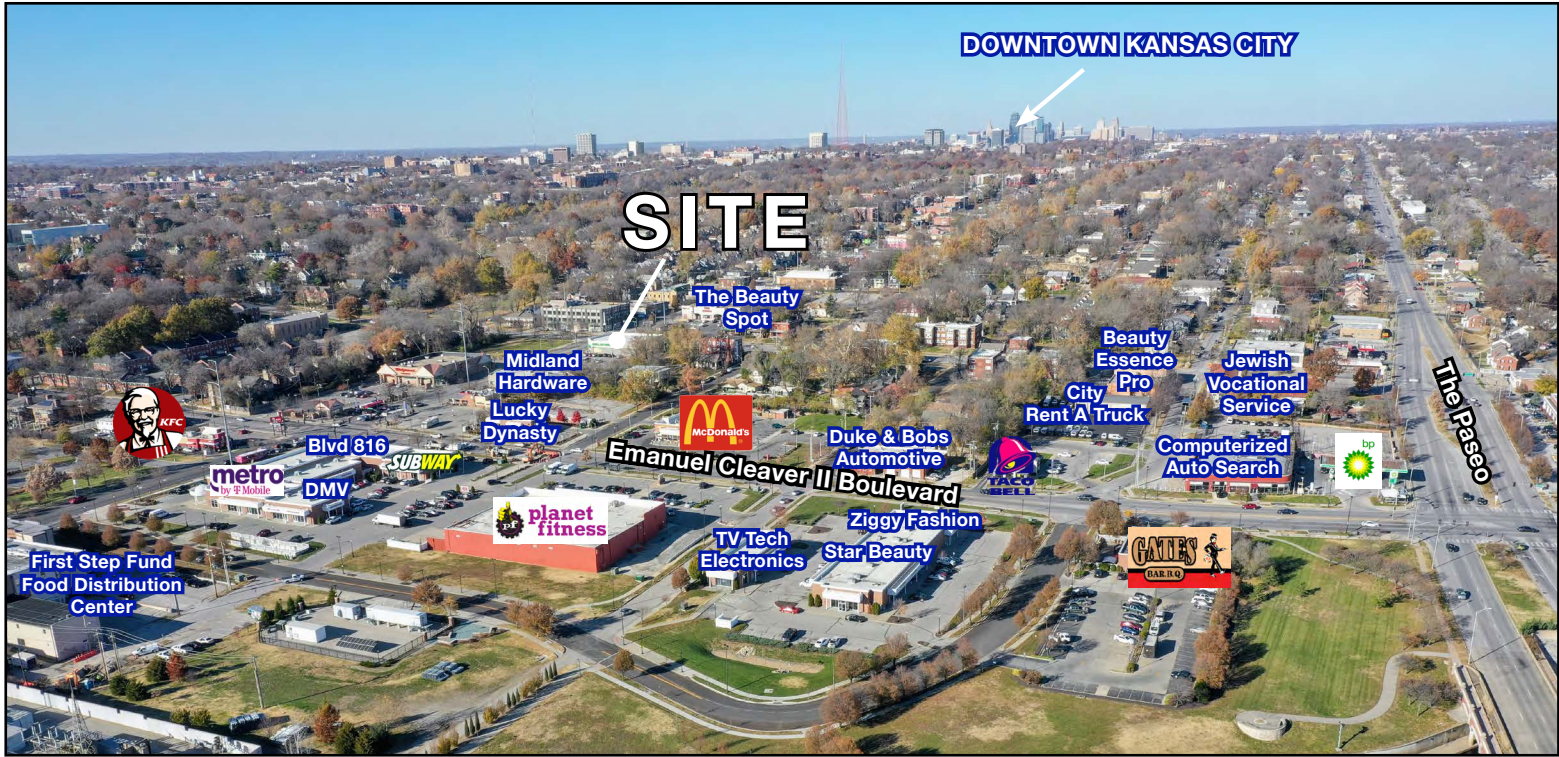 DOWNTOWN KANSAS CITY
SITE
The Beauty
Spot
Midland
Hardware
Beauty
Essence
Pro
Jewish
Vocational
Service
The Paseo
City
Rent A Truck
Lucky
Dynasty
KFC
McDonald's
Blvd 816
SUBWAY
Duke & Bobs
Automotive
Computerized
Auto Search
bp
metro
by T Mobile
DMV
Emanuel Cleaver II Boulevard
TACO
BELL
pf
planet
fitness
Ziggy Fashion
TV Tech
Electronics
Star Beauty
GATES
BAR.B.Q
First Step Fund
Food Distribution
Center